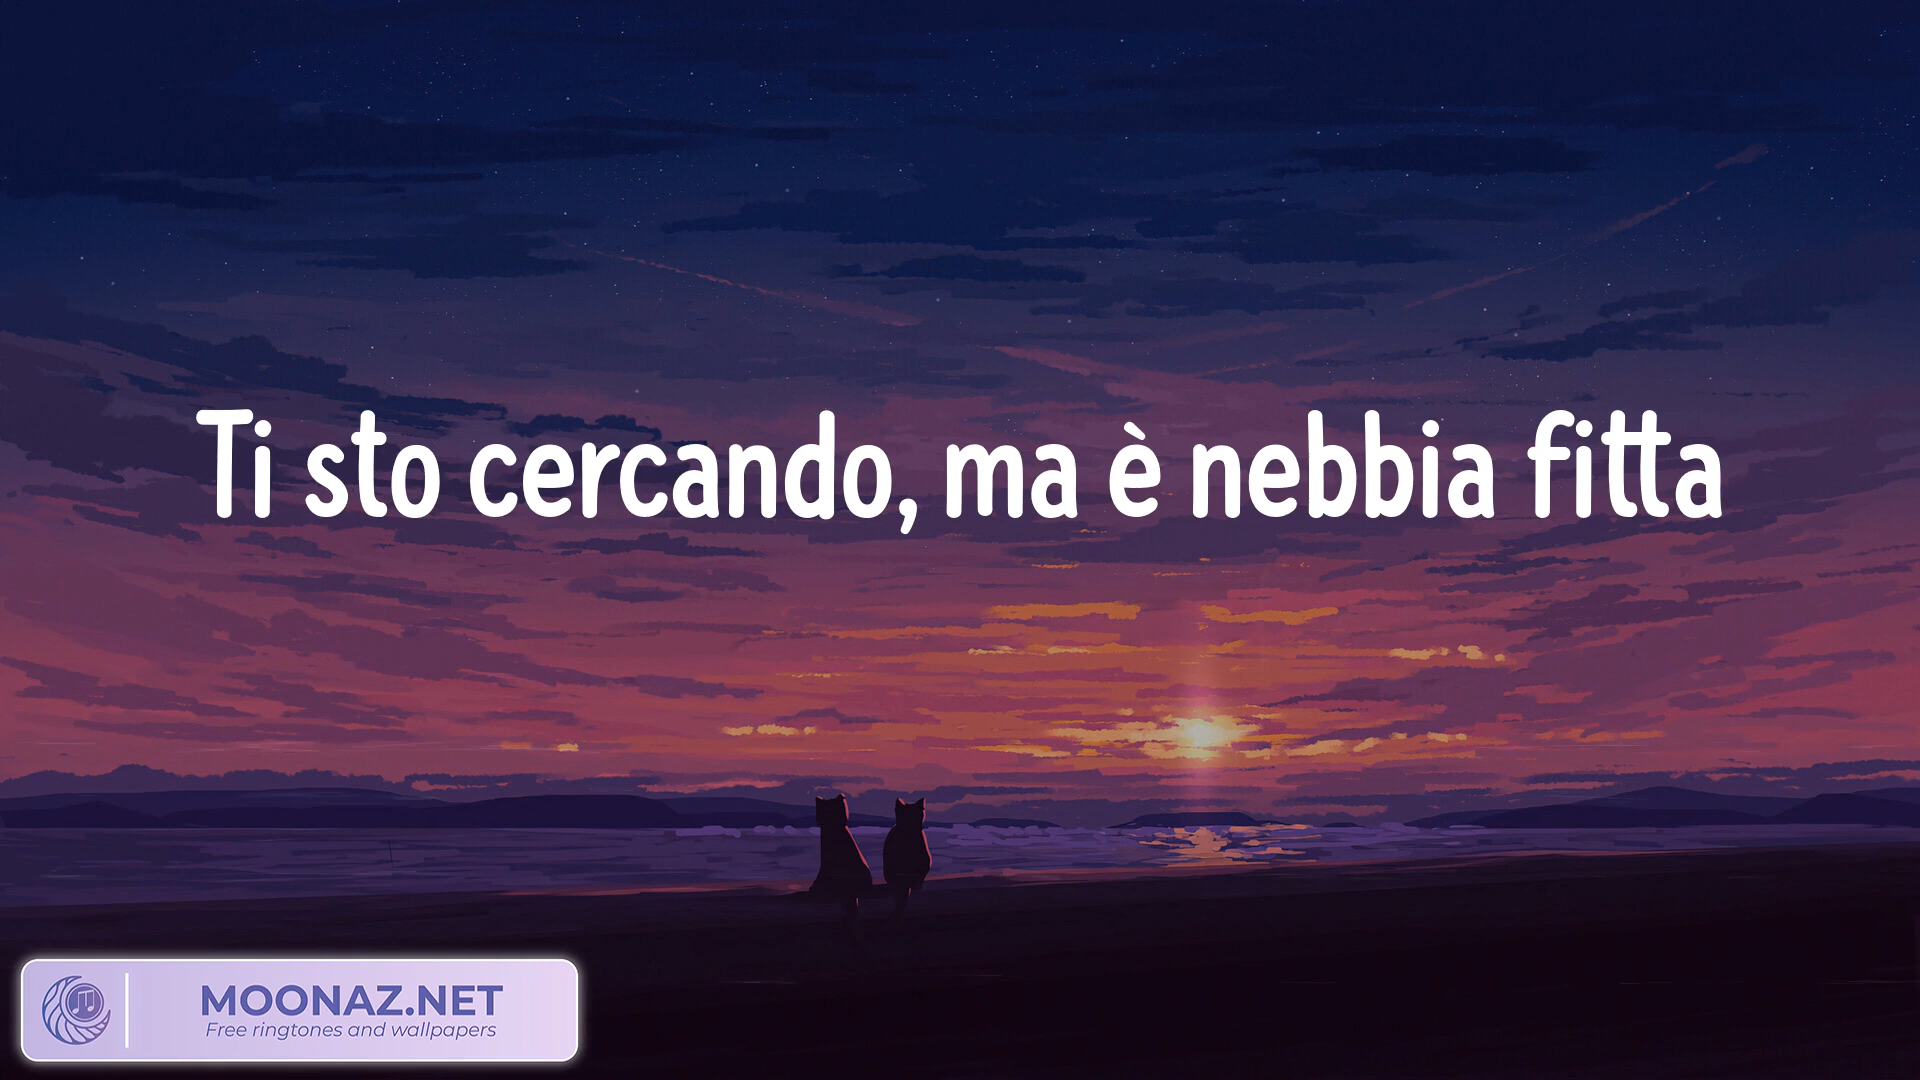 Ti sto cercando, ma è nebbia fitta
MOONAZ.NET
Free ringtones and wallpapers